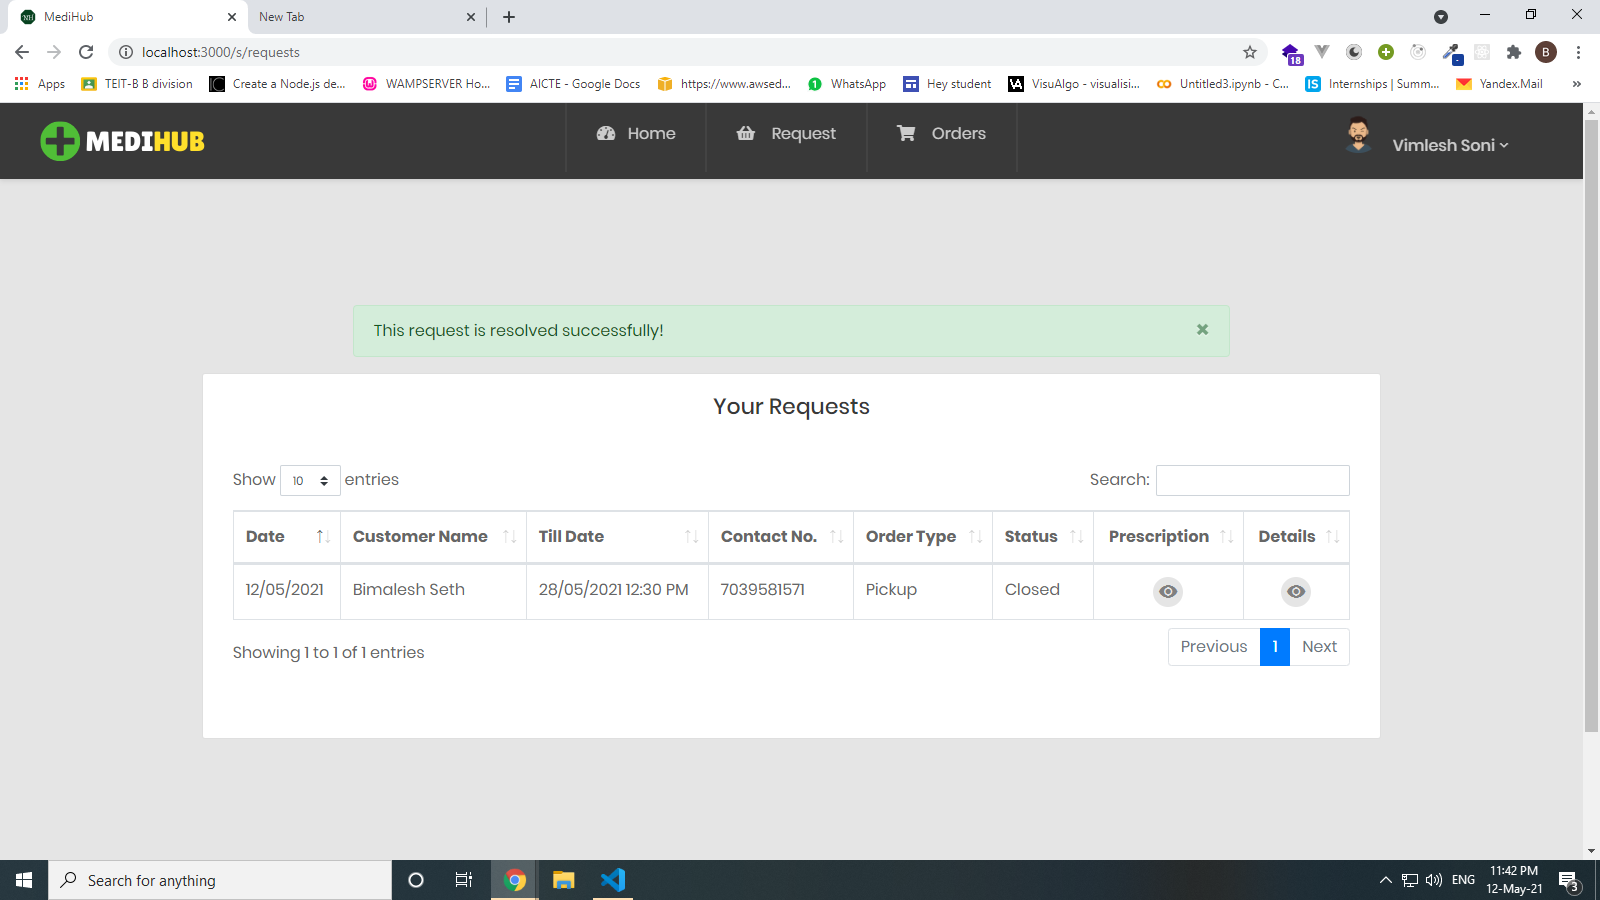 MediHub
New Tab
localhost:3000/s/requests
18
B
Apps
TEIT-B B division
Create a Node.js de...
WAMPSERVER Ho...
AICTE - Google Docs
https://www.awsed...
1
WhatsApp
Hey student
VA
VisuAlgo - visualisi...
Untitled3.ipynb - C...
IS
Internships | Summ...
Yandex.Mail
»
MEDIHUB
Home
Request
Orders
Vimlesh Soni
This request is resolved successfully!
Your Requests
Show 10 entries
Search:
Date Customer Name Till Date Contact No. Order Type Status Prescription Details
12/05/2021 Bimalesh Seth 28/05/2021 12:30 PM 7039581571 Pickup Closed
Showing 1 to 1 of 1 entries
Previous 1 Next
Search for anything
ENG
11:42 PM
12-May-21
3